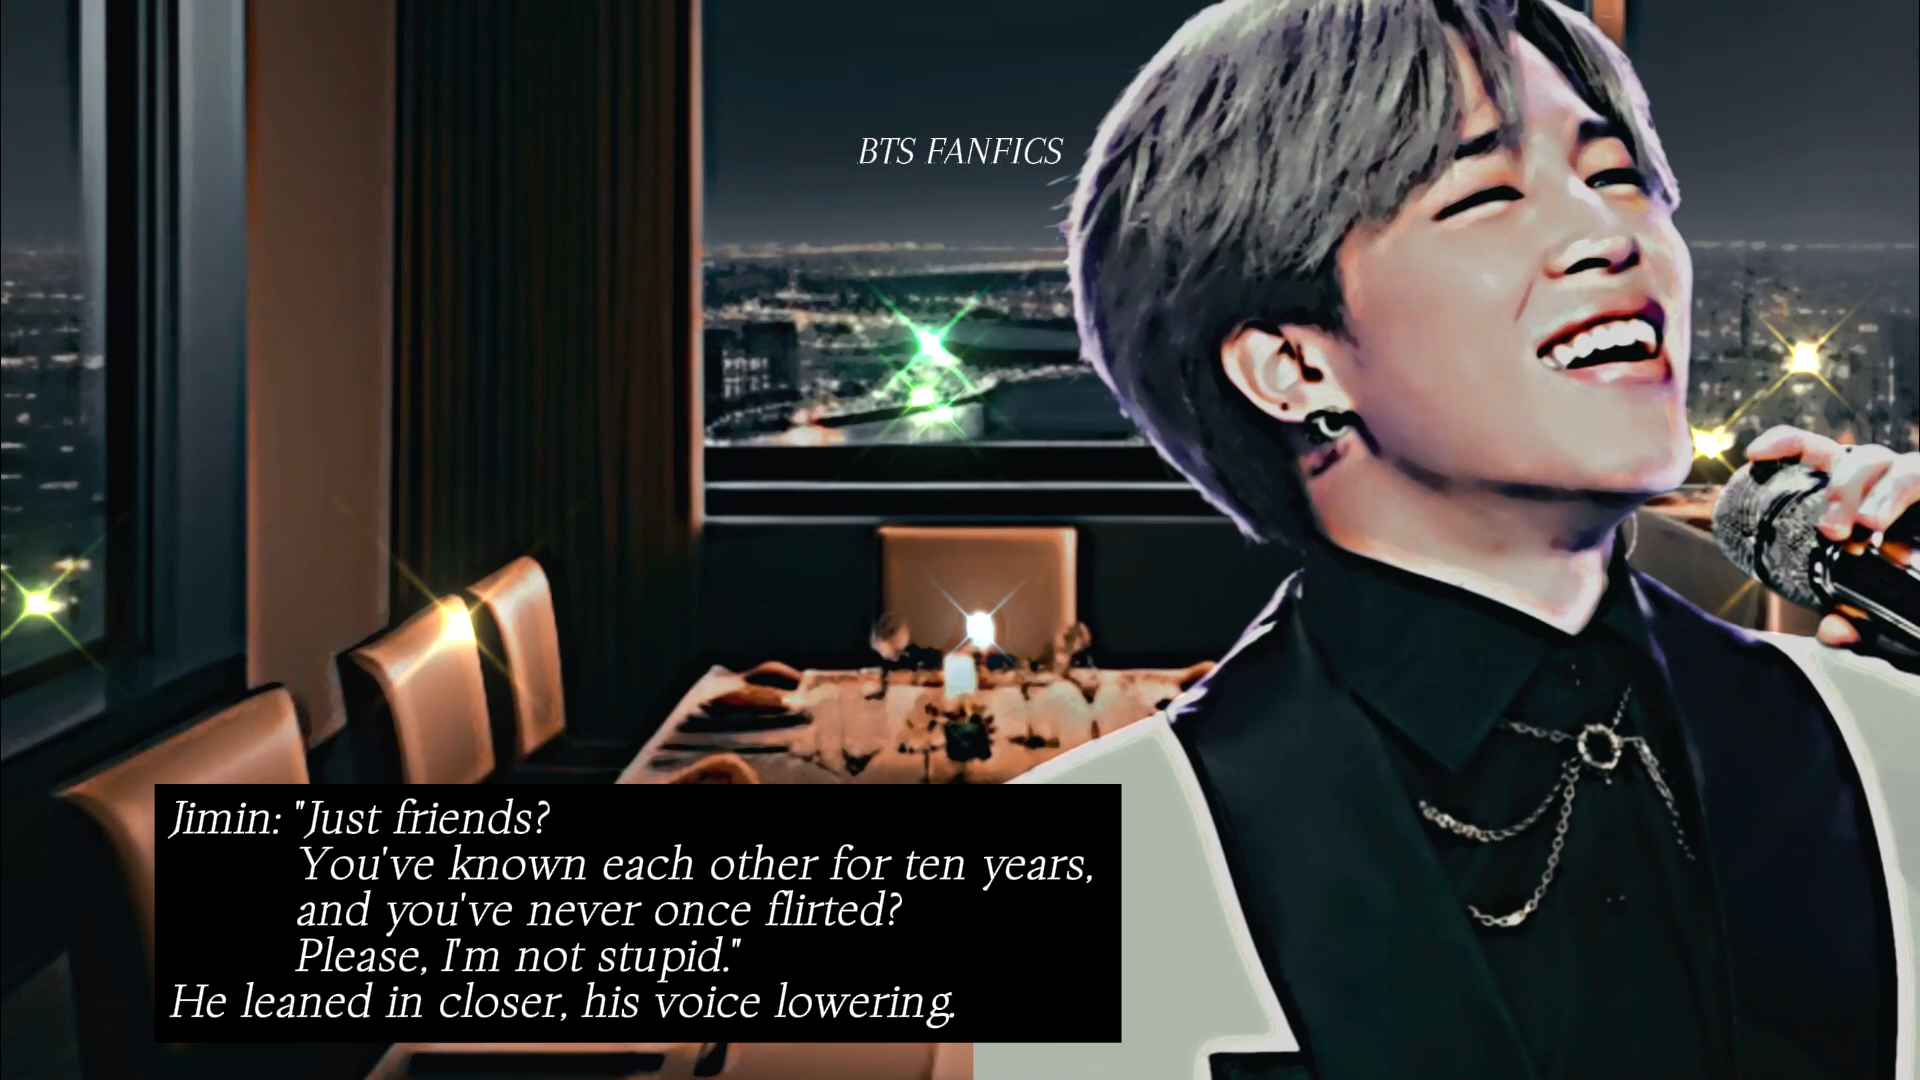 BTS FANFICS
Jimin: "Just friends?
You've known each other for ten years,
and you've never once flirted?
Please, I'm not stupid."
He leaned in closer, his voice lowering.